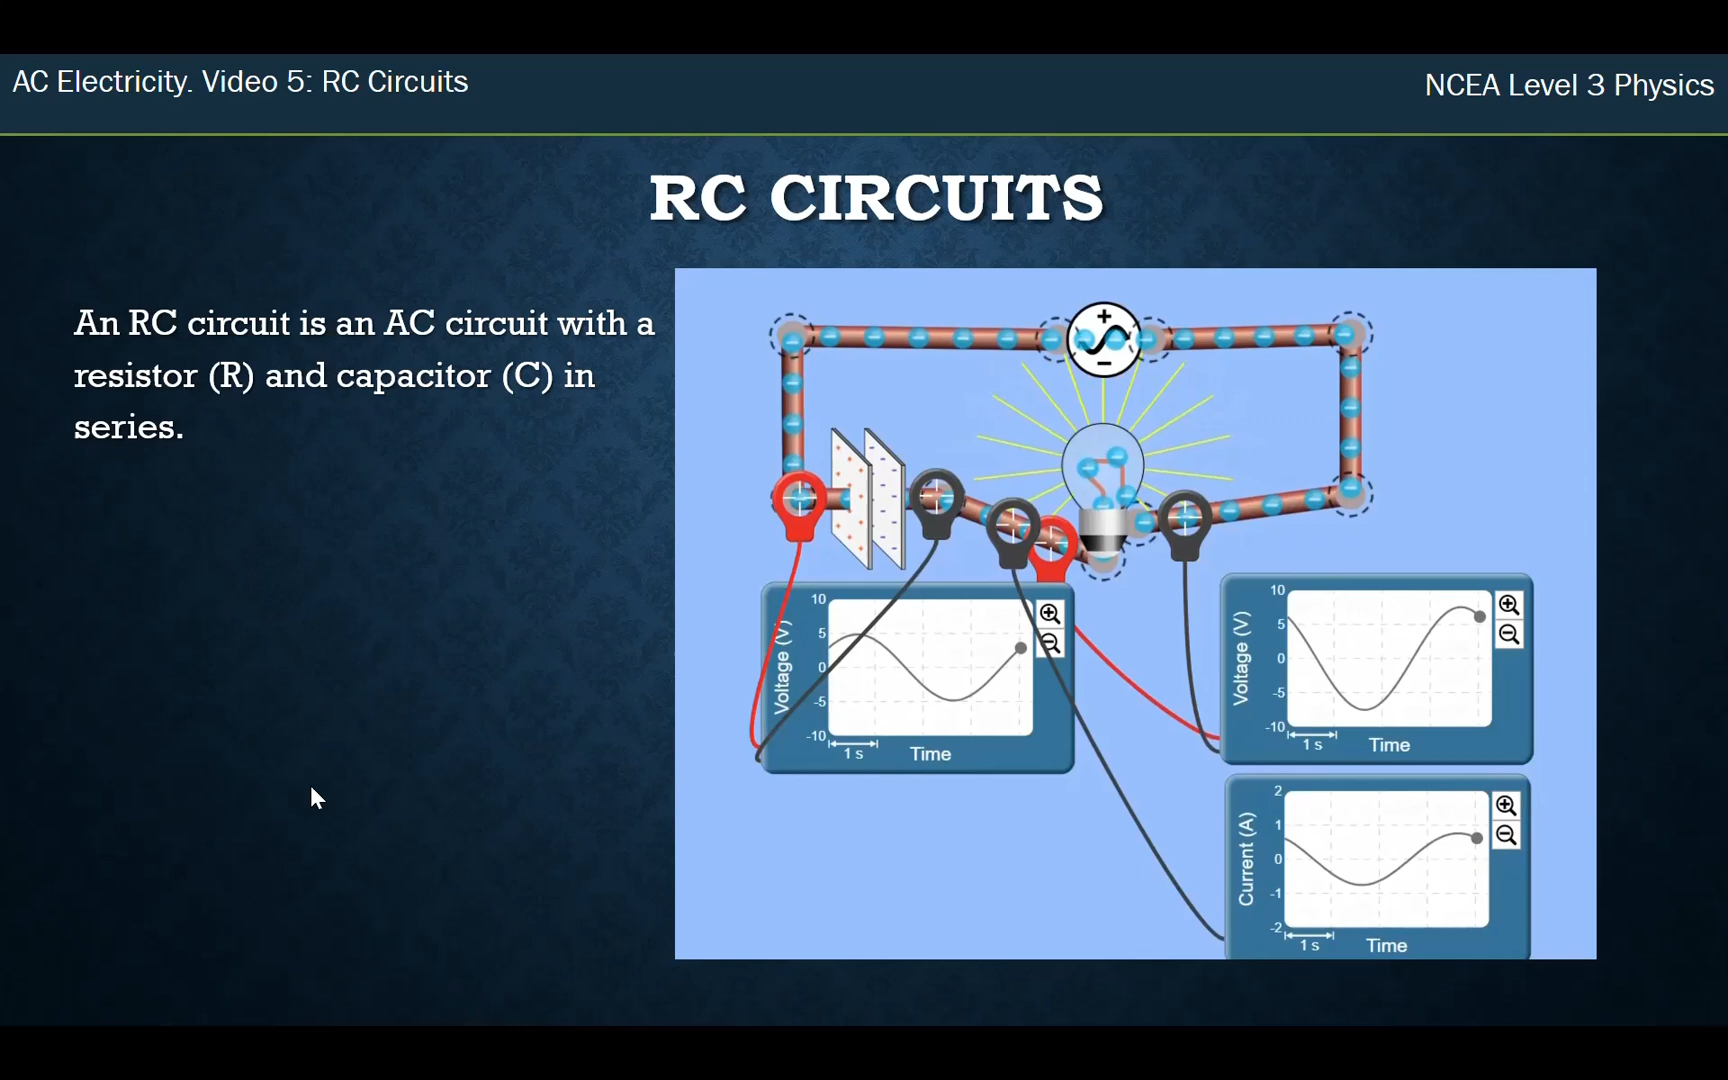 AC Electricity. Video 5: RC Circuits
NCEA Level 3 Physics
RC CIRCUITS
An RC circuit is an AC circuit with a
resistor (R) and capacitor (C) in
series.
+
-
Voltage (V)
10
5
0
-5
-10
1 s
Time
Voltage (V)
10
5
0
-5
-10
1 s
Time
Current (A)
2
1
0
-1
-2
1 s
Time